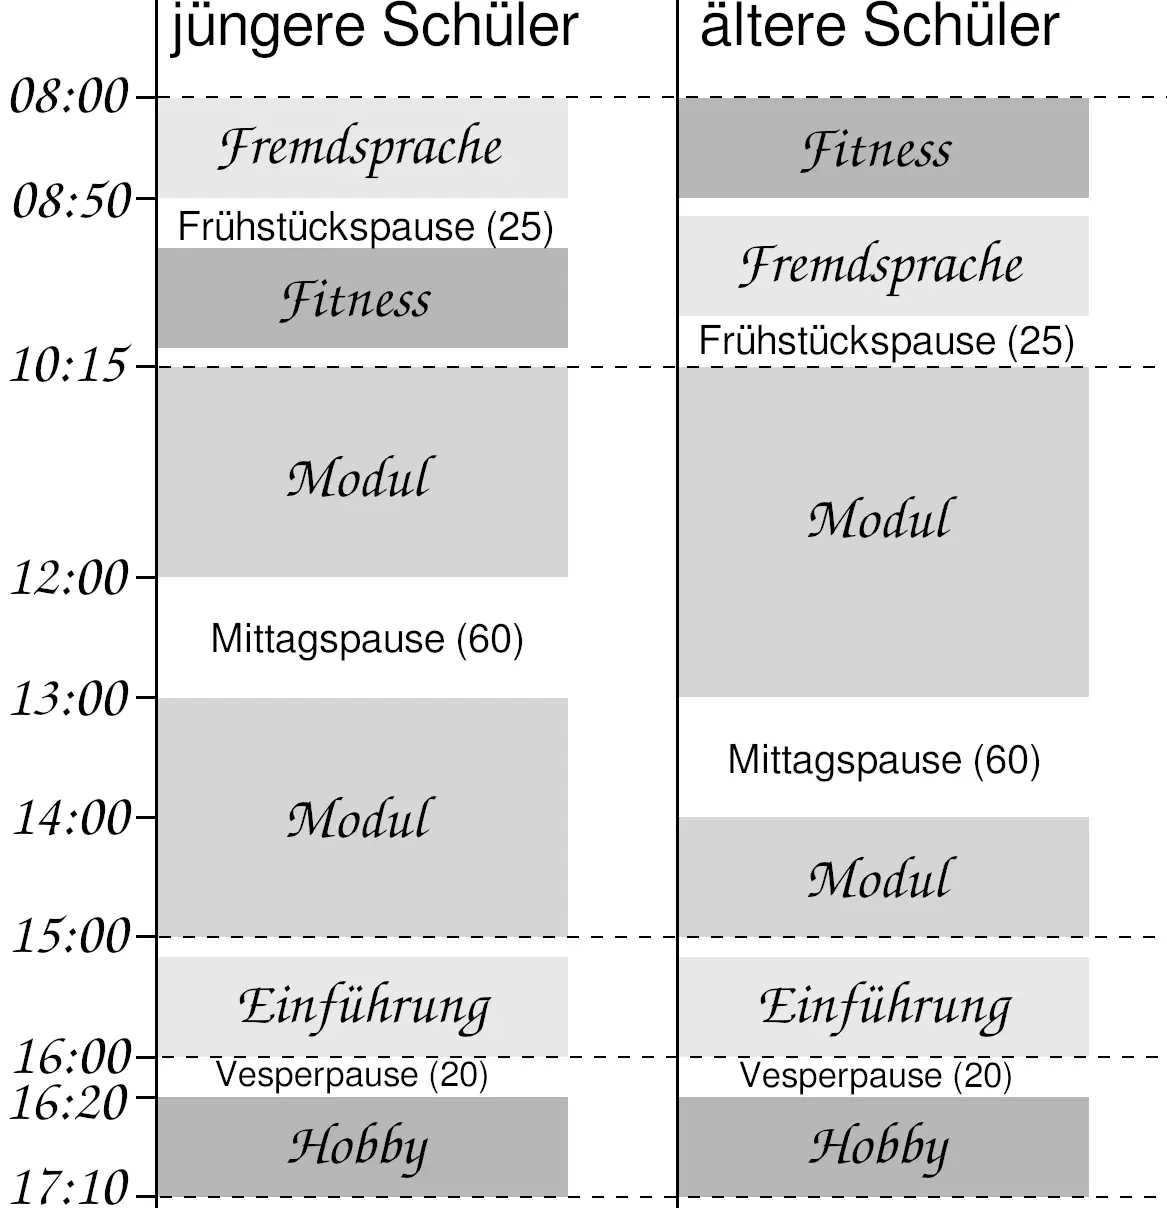 jüngere Schüler ältere Schüler
08:00
Fremdsprache Fitness
08:50
Frühstückspause (25)
Fremdsprache
Fitness
Frühstückspause (25)
10:15
Modul
Modul
12:00
Mittagspause (60)
13:00
Mittagspause (60)
14:00
Modul
Modul
15:00
Einführung Einführung
16:00
Vesperpause (20) Vesperpause (20)
16:20
Hobby Hobby
17:10